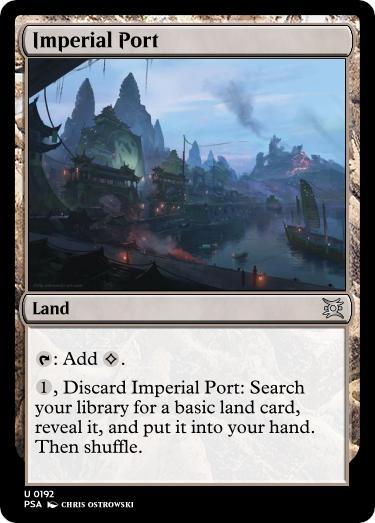 Imperial Port
Land
: Add .
1, Discard Imperial Port: Search
your library for a basic land card,
reveal it, and put it into your hand.
Then shuffle.
U 0192
PSA CHRIS OSTROWSKI